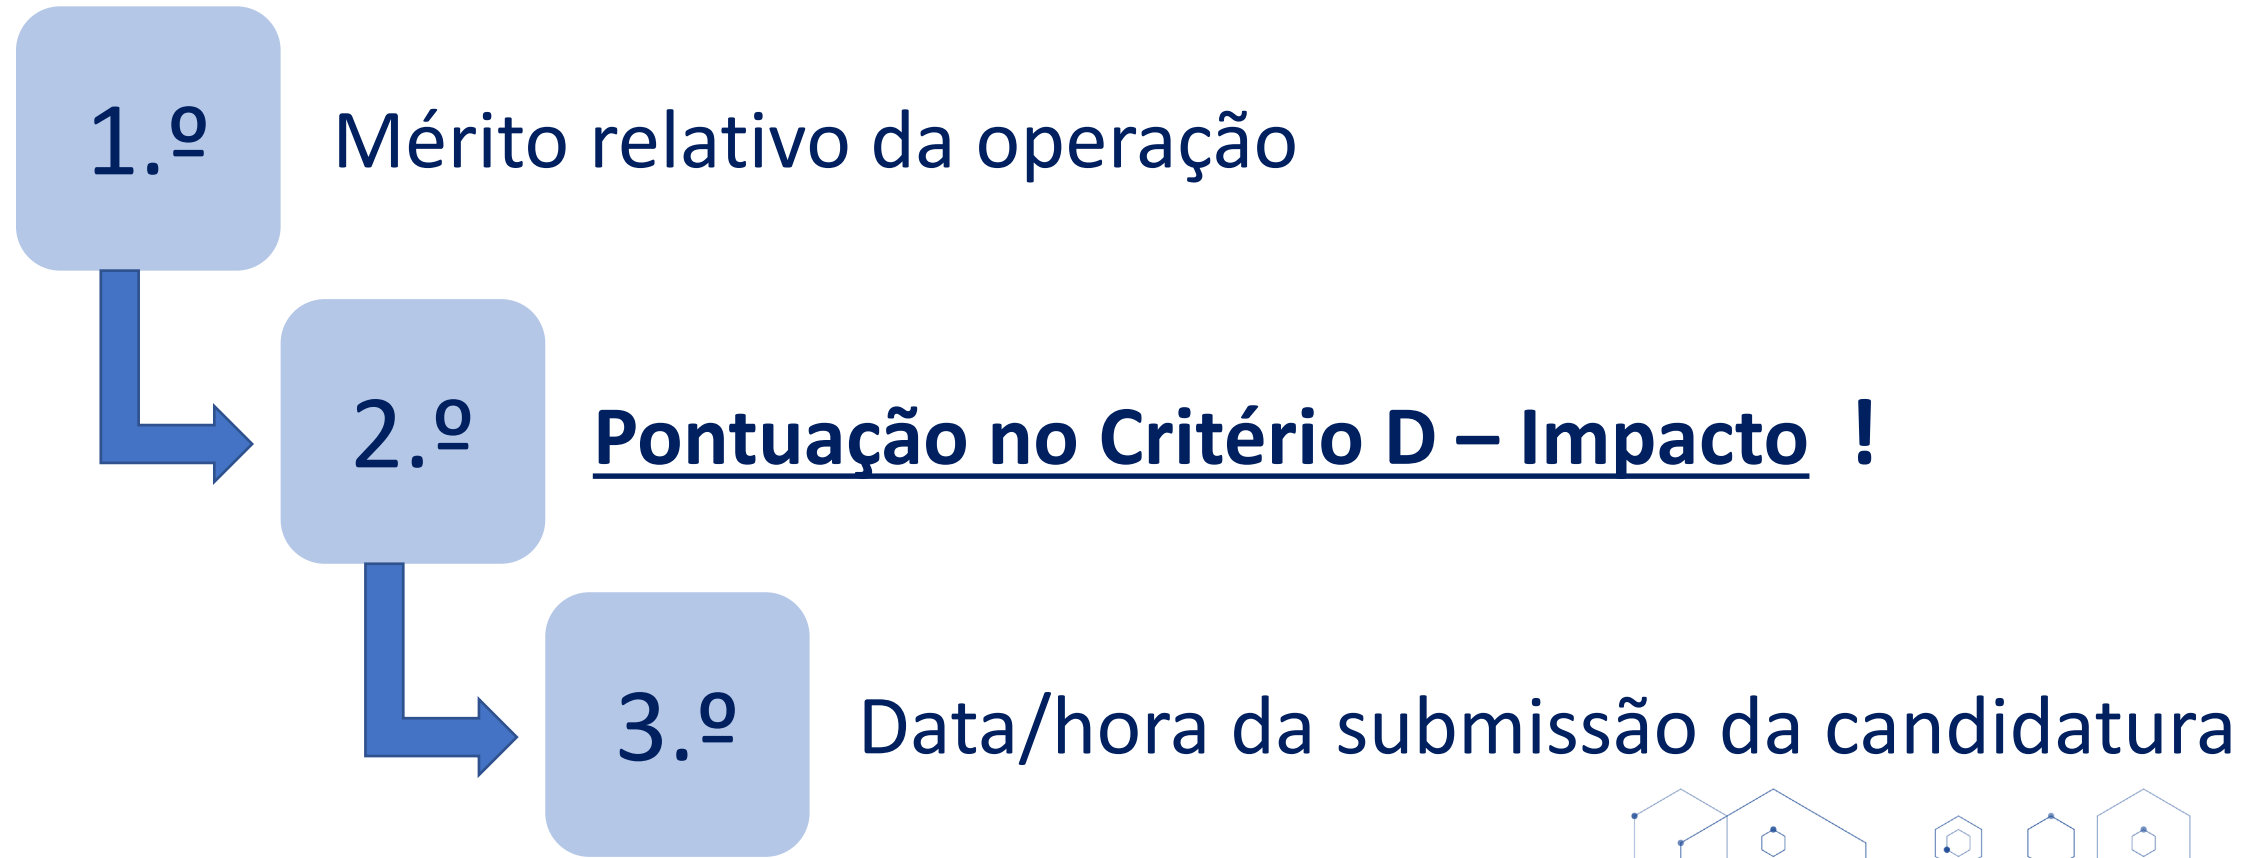 1.º
Mérito relativo da operação
2.º
Pontuação no Critério D – Impacto !
3.º
Data/hora da submissão da candidatura